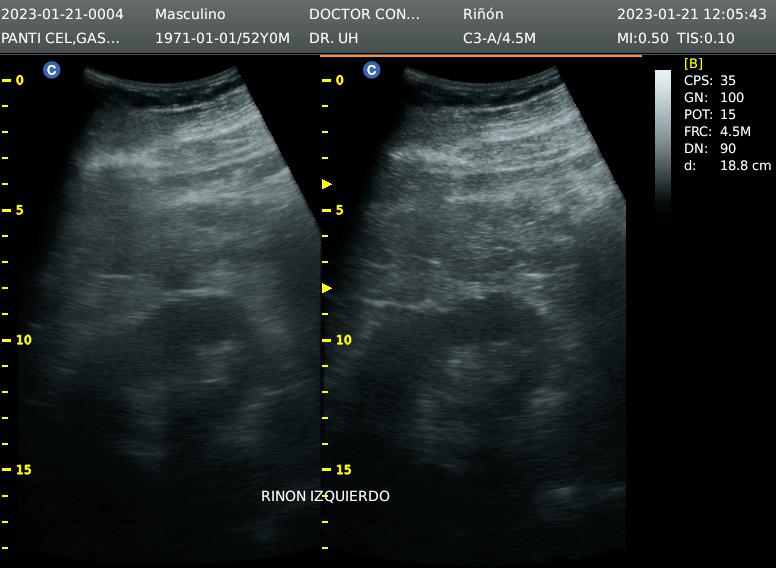 2023-01-21-0004 Masculino DOCTOR CON... Riñón 2023-01-21 12:05:43
PANTI CEL,GAS... 1971-01-01/52Y0M DR. UH C3-A/4.5M MI:0.50 TIS:0.10
C C [B]
0 0 CPS: 35
GN: 100
POT: 15
FRC: 4.5M
DN: 90
d: 18.8 cm
5 5
10 10
15 15
RINON IZQUIERDO